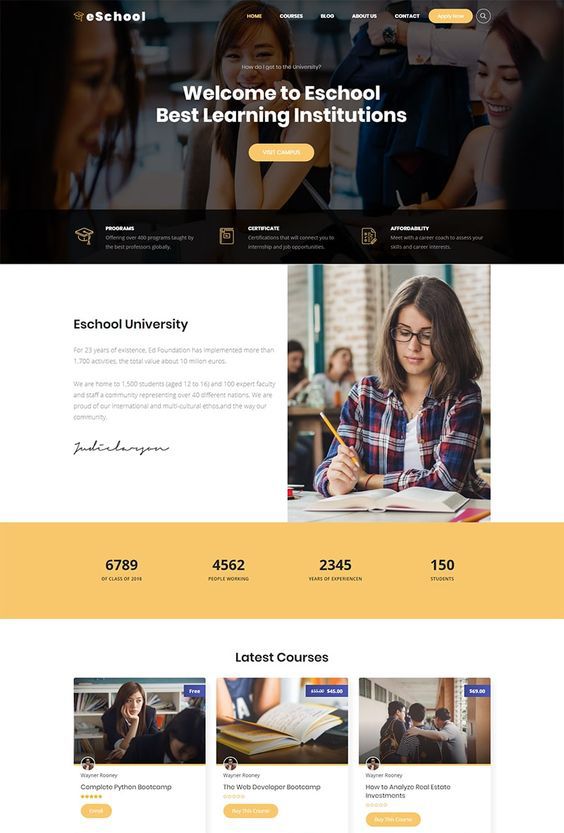 eSchool
HOME COURSES BLOG ABOUT US CONTACT Apply Now
How do I get to the University?
Welcome to Eschool
Best Learning Institutions
VISIT CAMPUS
PROGRAMS
Offering over 400 programs taught by
the best professors globally.
CERTIFICATE
Certifications that will connect you to
internship and job opportunities.
AFFORDABILITY
Meet with a career coach to assess your
skills and career interests.
Eschool University
For 23 years of existence, Ed Foundation has implemented more than
1,700 activities, the total value about 10 milion euros.
We are home to 1,500 students (aged 12 to 16) and 100 expert faculty
and staff a community representing over 40 different nations. We are
proud of our international and multi-cultural ethos,and the way our
community.
Judiclarson
6789
OF CLASS OF 2018
4562
PEOPLE WORKING
2345
YEARS OF EXPERIENCEN
150
STUDENTS
Latest Courses
Free
Wayner Rooney
Complete Python Bootcamp
Enroll
$55.00 $45.00
Wayner Rooney
The Web Developer Bootcamp
Buy This Course
$69.00
Wayner Rooney
How to Analyze Real Estate
Investments
Buy This Course